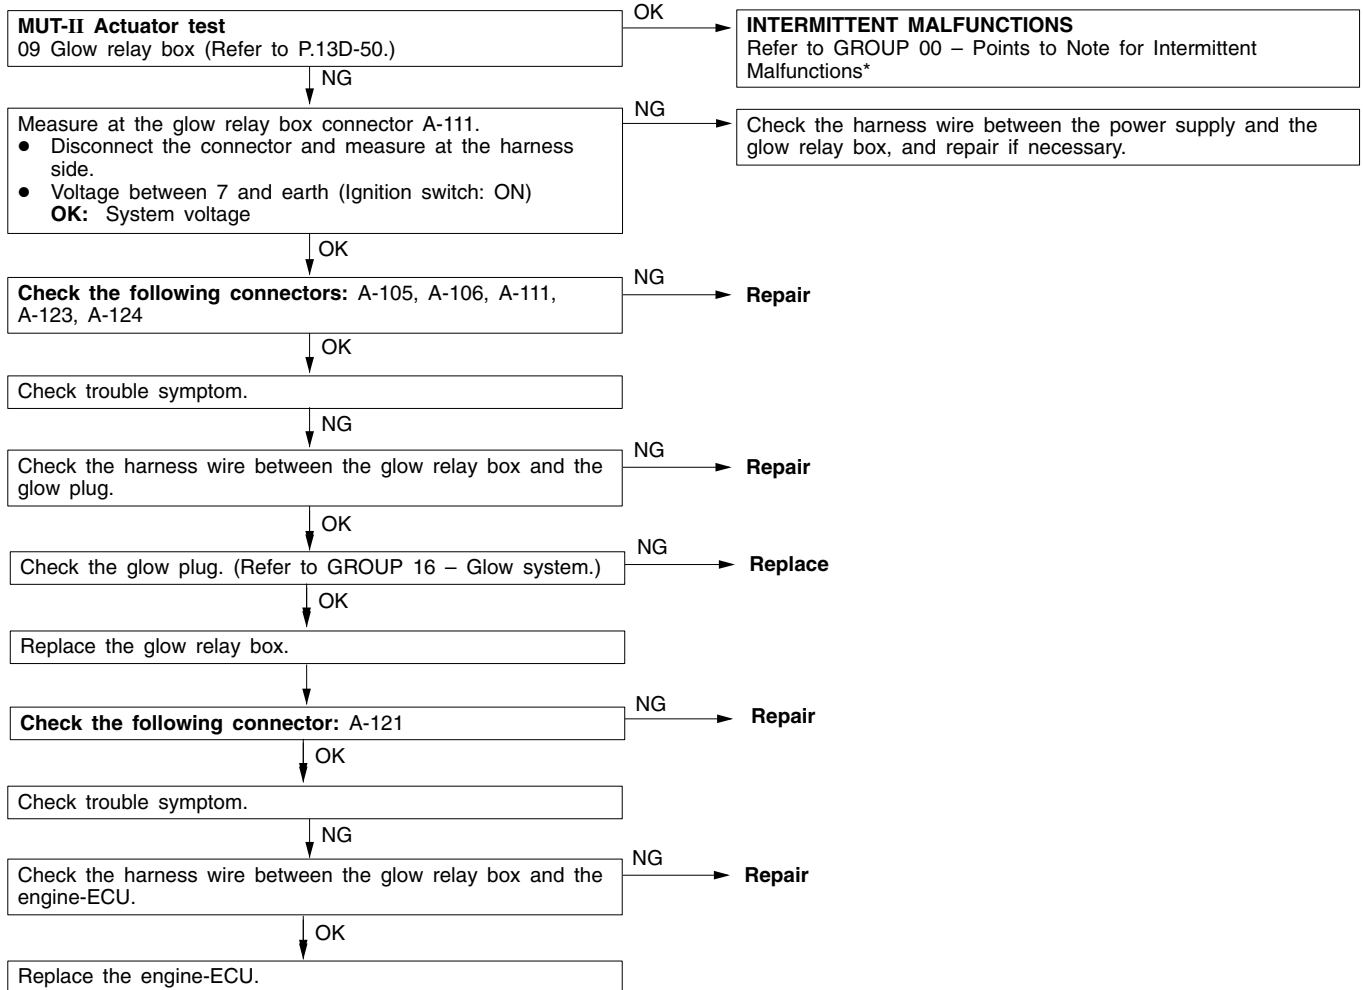 MUT-II Actuator test
09 Glow relay box (Refer to P.13D-50.)
OK
INTERMITTENT MALFUNCTIONS
Refer to GROUP 00 – Points to Note for Intermittent
Malfunctions*
NG
Measure at the glow relay box connector A-111.
● Disconnect the connector and measure at the harness
side.
● Voltage between 7 and earth (Ignition switch: ON)
OK: System voltage
NG
Check the harness wire between the power supply and the
glow relay box, and repair if necessary.
OK
Check the following connectors: A-105, A-106, A-111,
A-123, A-124
NG
Repair
OK
Check trouble symptom.
NG
Check the harness wire between the glow relay box and the
glow plug.
NG
Repair
OK
Check the glow plug. (Refer to GROUP 16 – Glow system.)
NG
Replace
OK
Replace the glow relay box.
Check the following connector: A-121
NG
Repair
OK
Check trouble symptom.
NG
Check the harness wire between the glow relay box and the
engine-ECU.
NG
Repair
OK
Replace the engine-ECU.